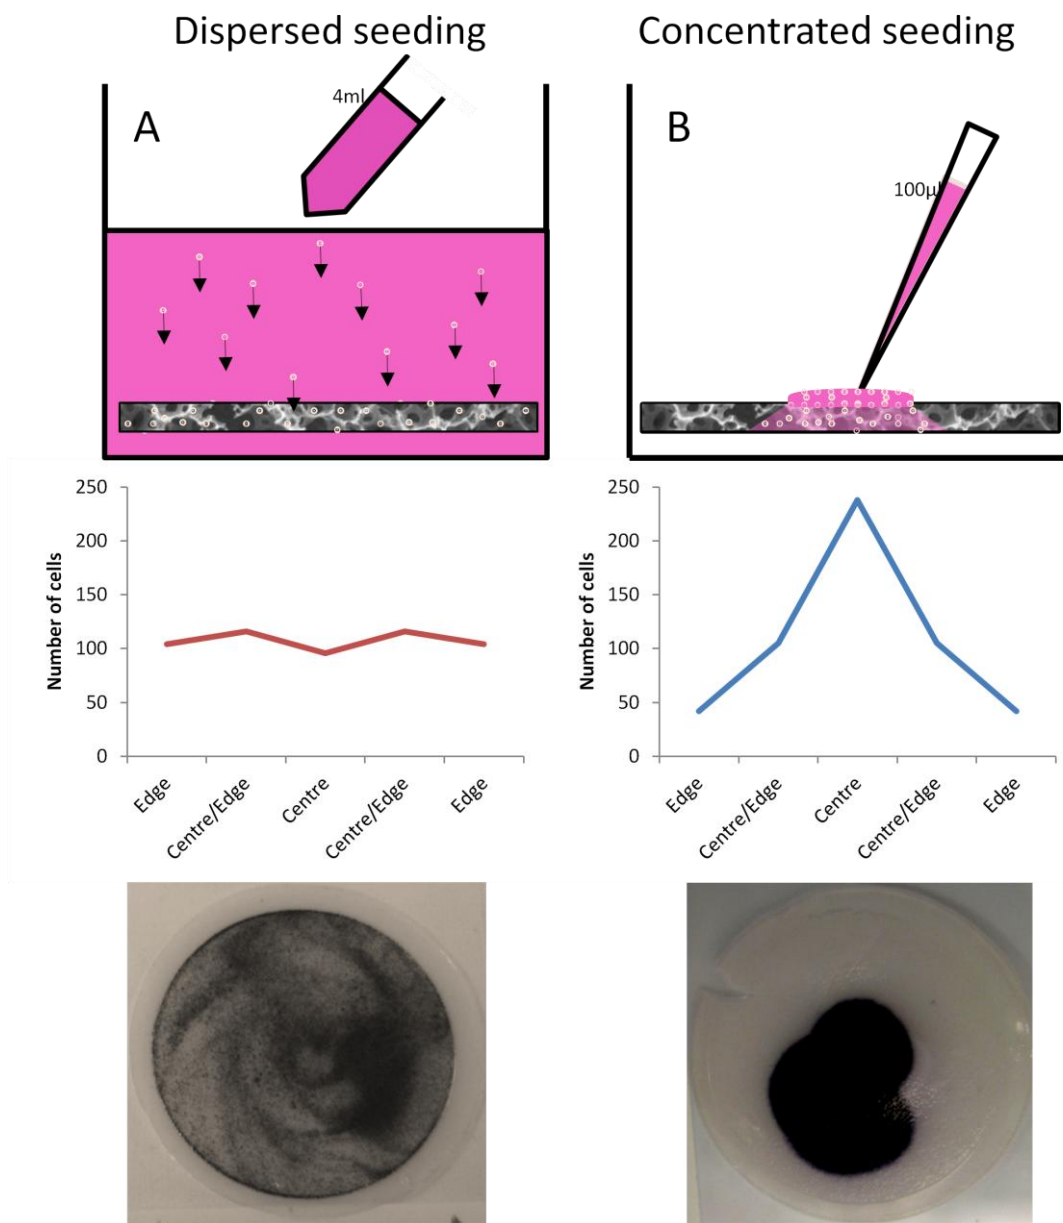 Dispersed seeding
Concentrated seeding
A
4ml
B
100µl
250
200
150
100
50
0
Number of cells
Edge
Centre/Edge
Centre
Centre/Edge
Edge
250
200
150
100
50
0
Number of cells
Edge
Centre/Edge
Centre
Centre/Edge
Edge